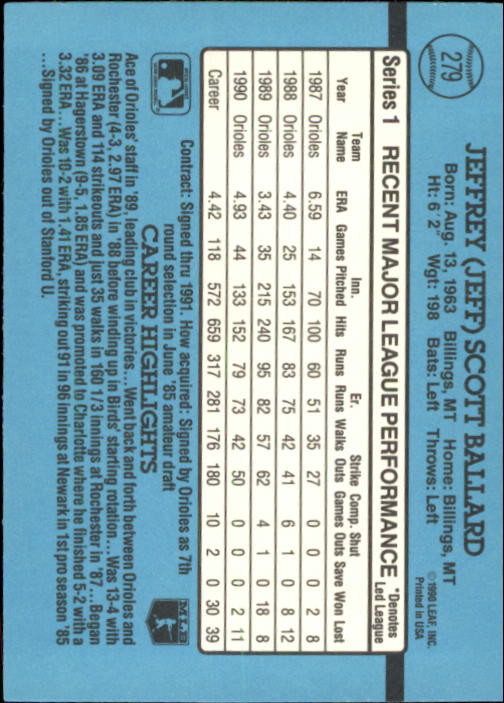 279
JEFFREY (JEFF) SCOTT BALLARD
Born: Aug. 13, 1963 Billings, MT Home: Billings, MT
Ht: 6'2" Wgt: 198 Bats: Left Throws: Left
©1990 LEAF, INC.
Printed in USA
Series 1 RECENT MAJOR LEAGUE PERFORMANCE *Denotes Led League
Year Team Name ERA Games Inn. Pitched Hits Runs Er. Runs Walks Strike Outs Comp. Games Shut Outs Save Won Lost
1987 Orioles 6.59 14 70 100 60 51 35 27 0 0 0 2 8
1988 Orioles 4.40 25 153 167 83 75 42 41 6 1 0 8 12
1989 Orioles 3.43 35 215 240 95 82 57 62 4 1 0 18 8
1990 Orioles 4.93 44 133 152 79 73 42 50 0 0 0 2 11
Career 4.42 118 572 659 317 281 176 180 10 2 0 30 39
Contract: Signed thru 1991. How acquired: Signed by Orioles as 7th
round selection in June '85 amateur draft
CAREER HIGHLIGHTS
MLB
Ace of Orioles' staff in '89, leading club in victories...Went back and forth between Orioles and
Rochester (4-3, 2.97 ERA) in '88 before winding up in Birds' starting rotation...Was 13-4 with
3.09 ERA and 114 strikeouts and just 35 walks in 160 1/3 innings at Rochester in '87...Began
'86 at Hagerstown (9-5, 1.85 ERA) and was promoted to Charlotte where he finished 5-2 with a
3.32 ERA...Was 10-2 with 1.41 ERA, striking out 91 in 96 innings at Newark in 1st pro season '85
...Signed by Orioles out of Stanford U.